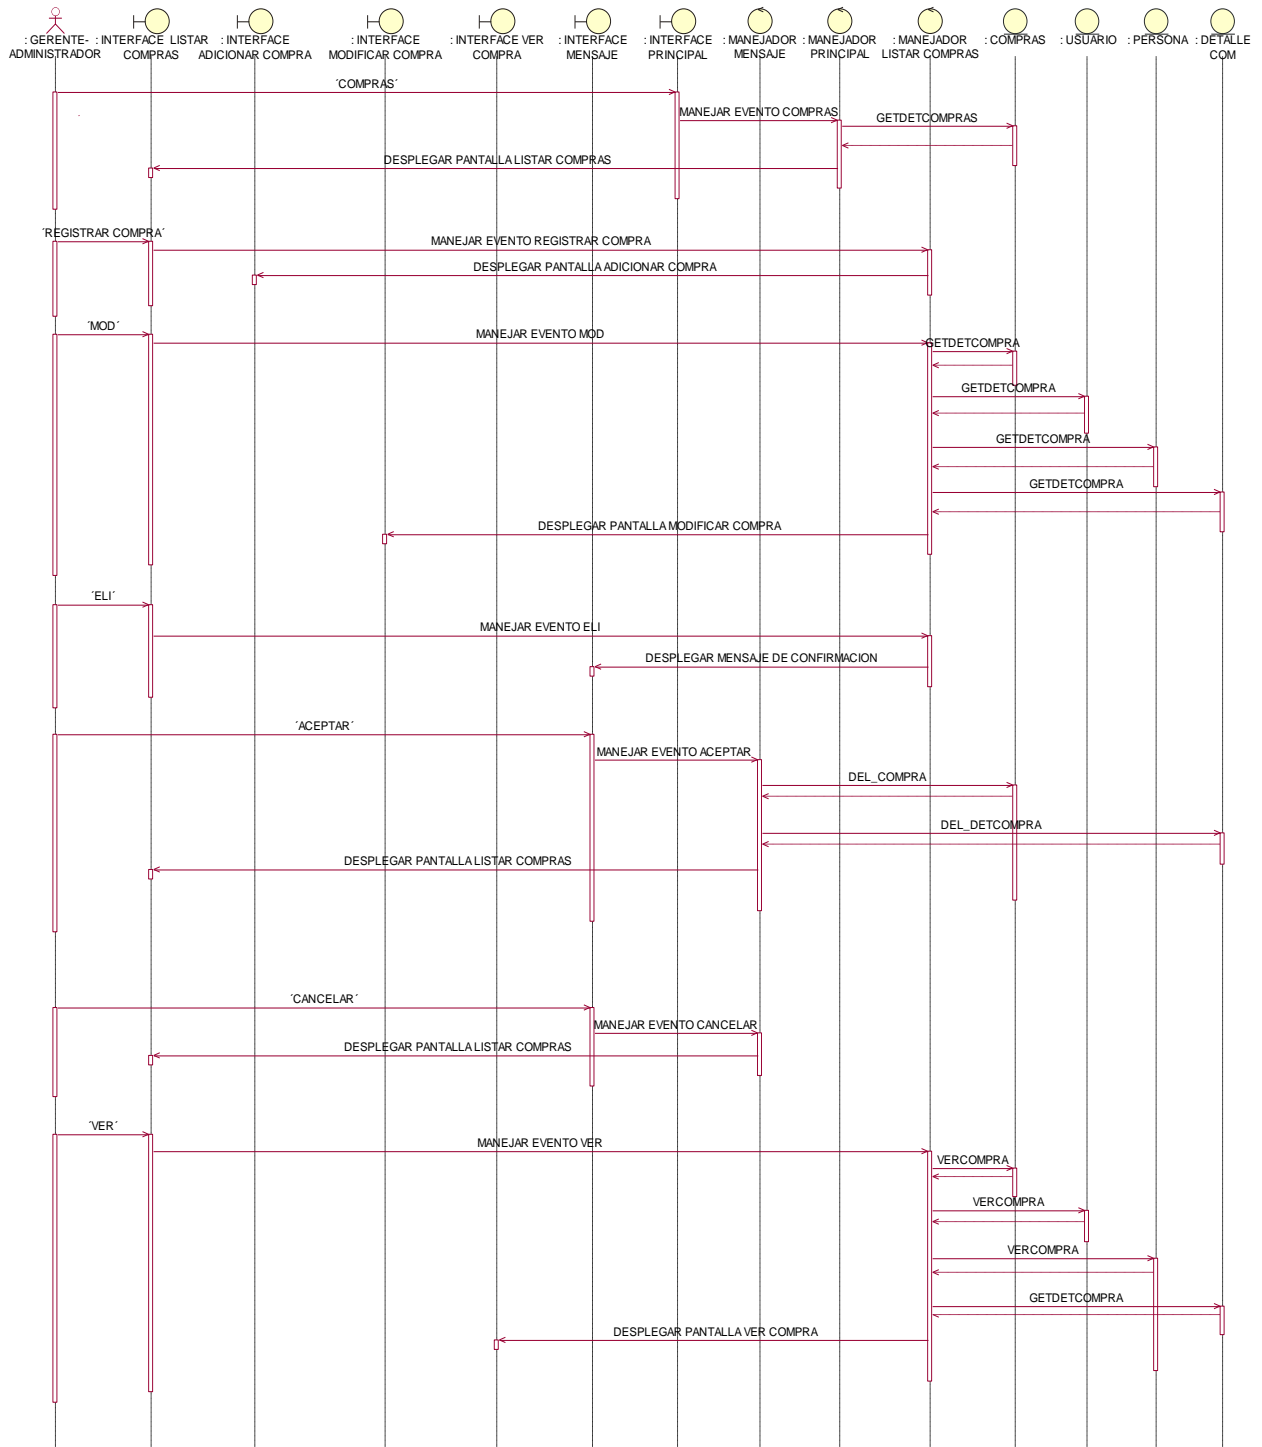 : GERENTE-
ADMINISTRADOR
: INTERFACE LISTAR
COMPRAS
: INTERFACE
ADICIONAR COMPRA
: INTERFACE
MODIFICAR COMPRA
: INTERFACE VER
COMPRA
: INTERFACE
MENSAJE
: INTERFACE
PRINCIPAL
: MANEJADOR
MENSAJE
: MANEJADOR
PRINCIPAL
: MANEJADOR
LISTAR COMPRAS
: COMPRAS
: USUARIO
: PERSONA
: DETALLE
COM
´COMPRAS´
MANEJAR EVENTO COMPRAS
GETDETCOMPRAS
DESPLEGAR PANTALLA LISTAR COMPRAS
´REGISTRAR COMPRA´
MANEJAR EVENTO REGISTRAR COMPRA
DESPLEGAR PANTALLA ADICIONAR COMPRA
´MOD´
MANEJAR EVENTO MOD
GETDETCOMPRA
GETDETCOMPRA
GETDETCOMPRA
GETDETCOMPRA
DESPLEGAR PANTALLA MODIFICAR COMPRA
´ELI´
MANEJAR EVENTO ELI
DESPLEGAR MENSAJE DE CONFIRMACION
´ACEPTAR´
MANEJAR EVENTO ACEPTAR
DEL_COMPRA
DEL_DETCOMPRA
DESPLEGAR PANTALLA LISTAR COMPRAS
´CANCELAR´
MANEJAR EVENTO CANCELAR
DESPLEGAR PANTALLA LISTAR COMPRAS
´VER´
MANEJAR EVENTO VER
VERCOMPRA
VERCOMPRA
VERCOMPRA
GETDETCOMPRA
DESPLEGAR PANTALLA VER COMPRA